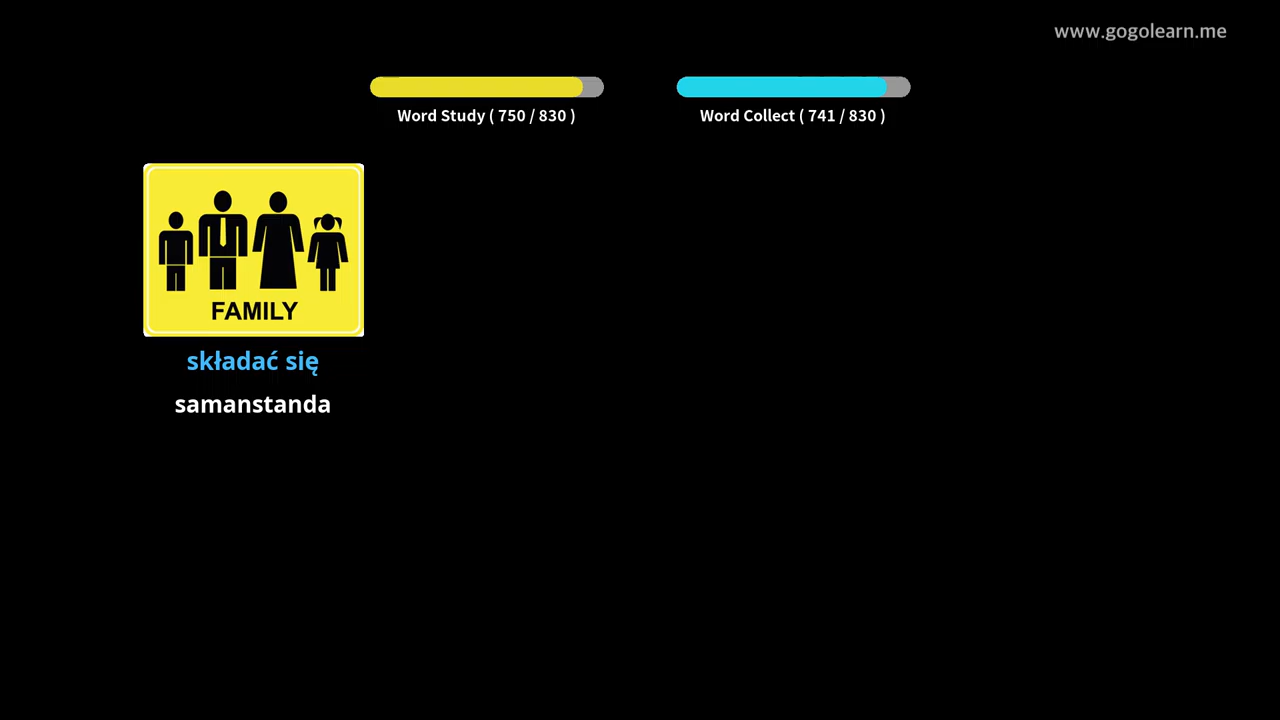 www.gogolearn.me
Word Study ( 750 / 830 )
Word Collect ( 741 / 830 )
FAMILY
składać się
samanstanda